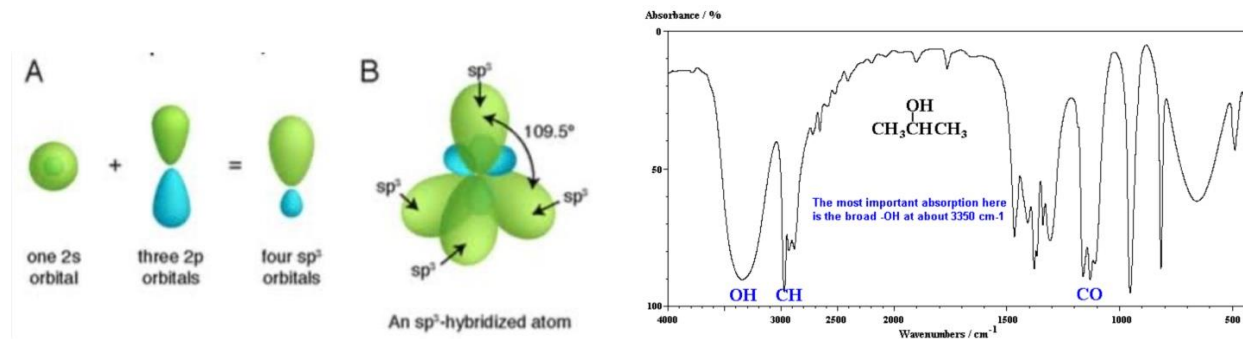 A
+
=
one 2s
orbital
three 2p
orbitals
four sp³
orbitals
B
sp³
109.5°
sp³
sp³
sp³
An sp³-hybridized atom
Absorbance / %
0
50
100
OH
CH₃CHCH₃
The most important absorption here
is the broad -OH at about 3350 cm-1
OH
CH
CO
4000
3000
2000
1500
1000
500
Wavenumbers / cm⁻¹